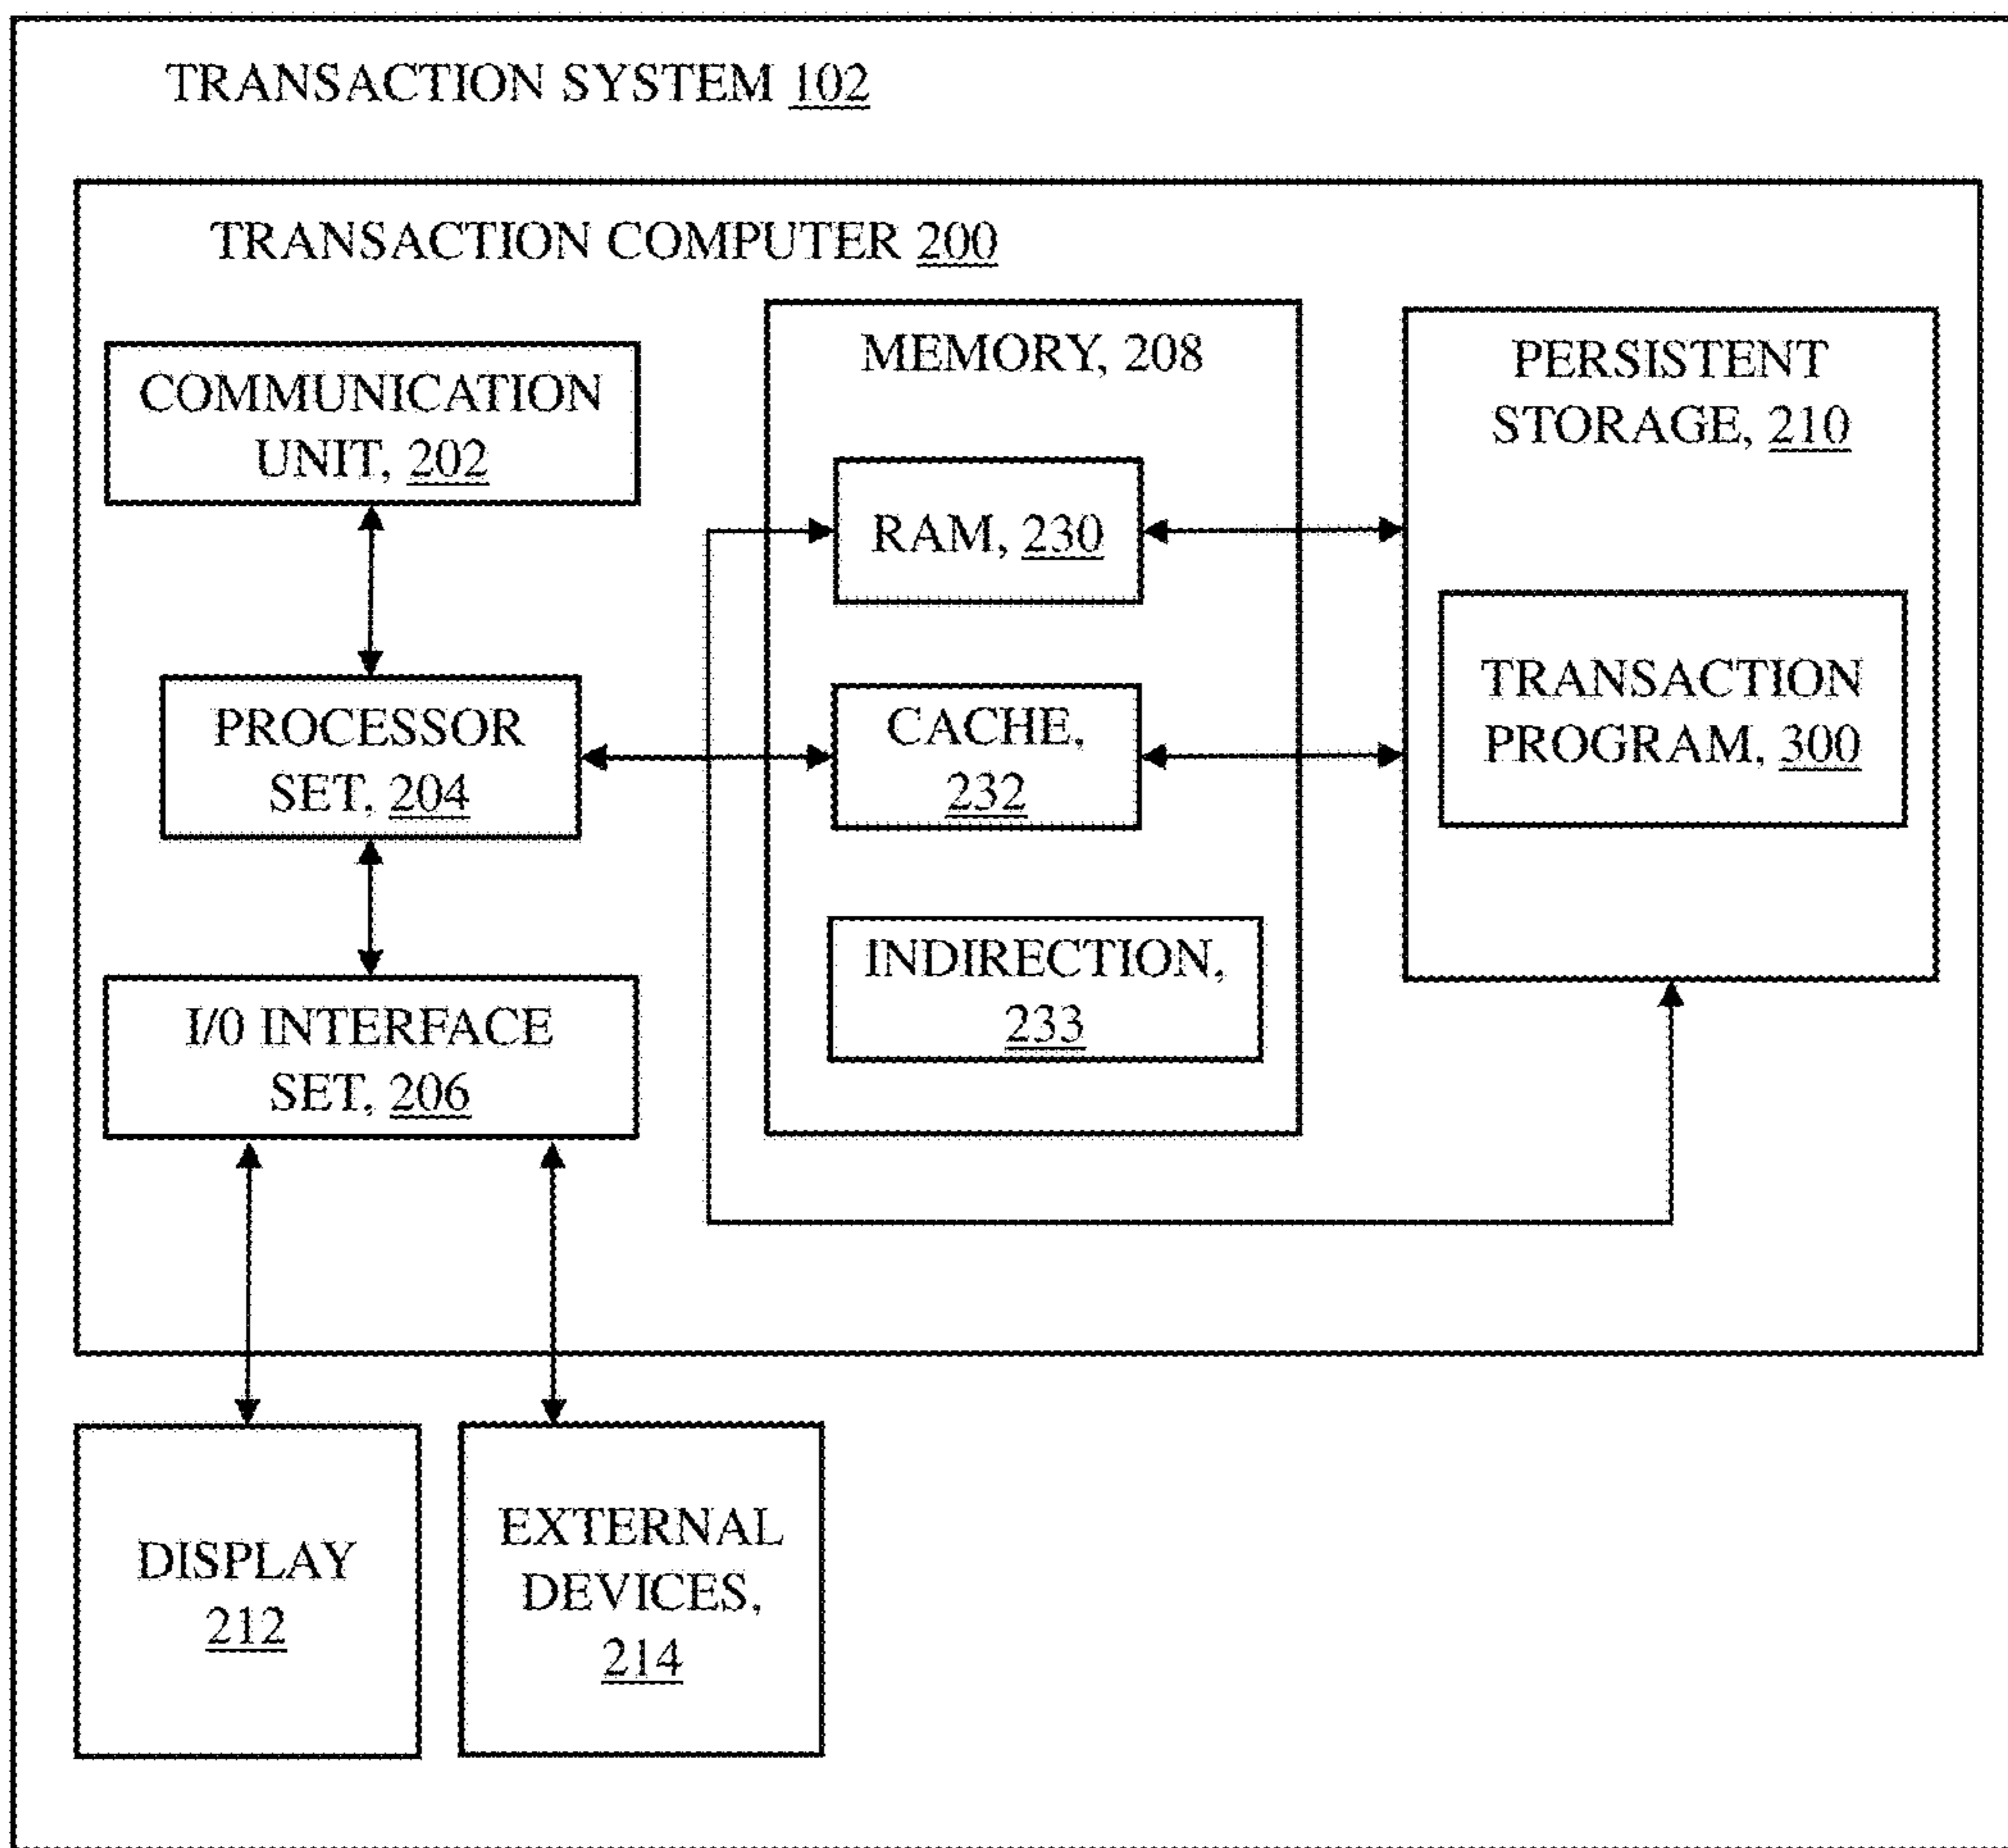 TRANSACTION SYSTEM 102
TRANSACTION COMPUTER 200
COMMUNICATION
UNIT, 202
PROCESSOR
SET, 204
I/0 INTERFACE
SET, 206
MEMORY, 208
RAM, 230
CACHE,
232
INDIRECTION,
233
PERSISTENT
STORAGE, 210
TRANSACTION
PROGRAM, 300
DISPLAY
212
EXTERNAL
DEVICES,
214